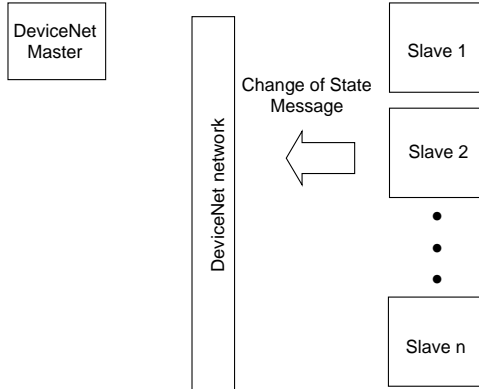 DeviceNet
Master
Slave 1
Change of State
Message
Slave 2
DeviceNet network
Slave n